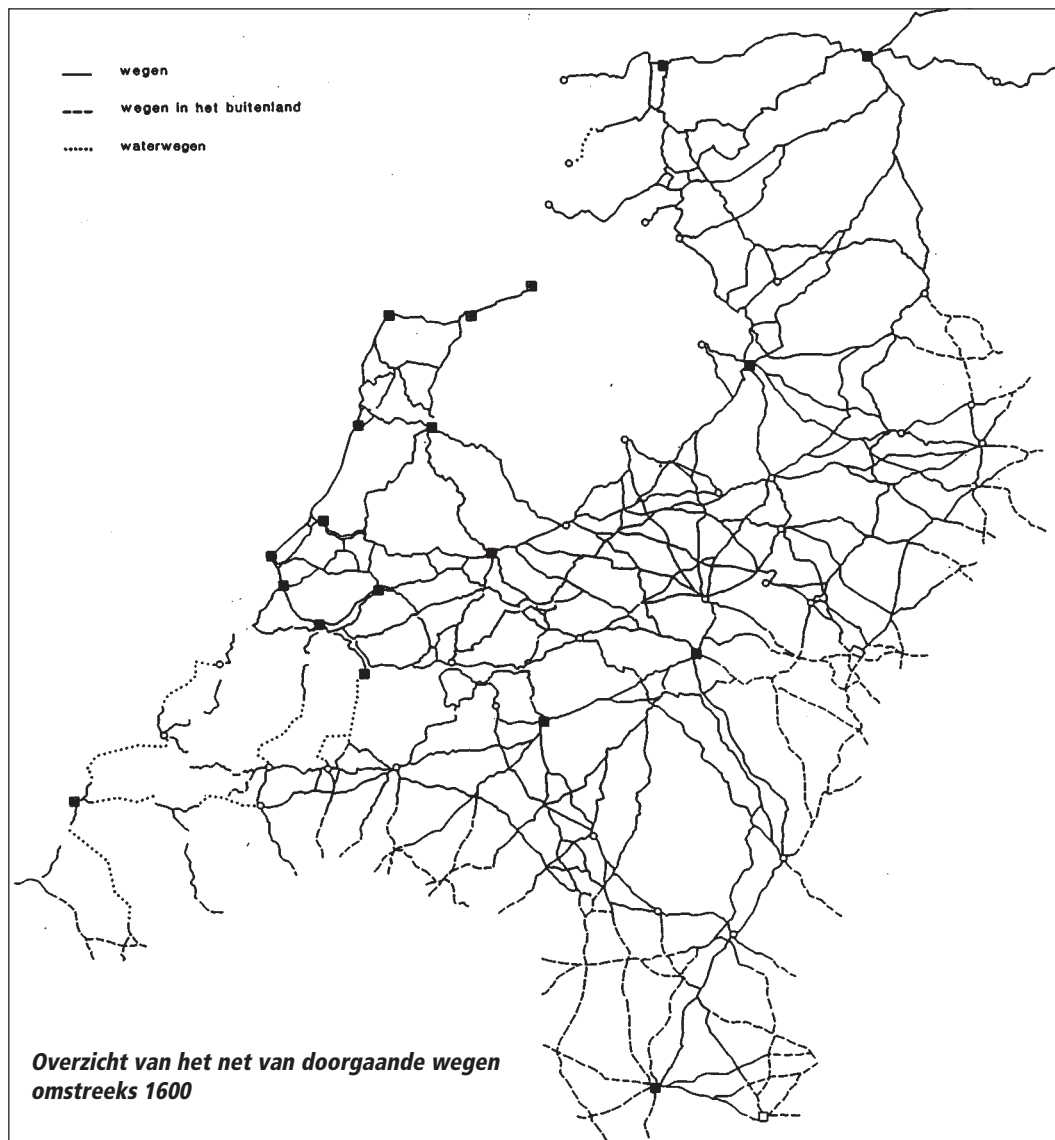 wegen
wegen in het buitenland
waterwegen
Overzicht van het net van doorgaande wegen
omstreeks 1600